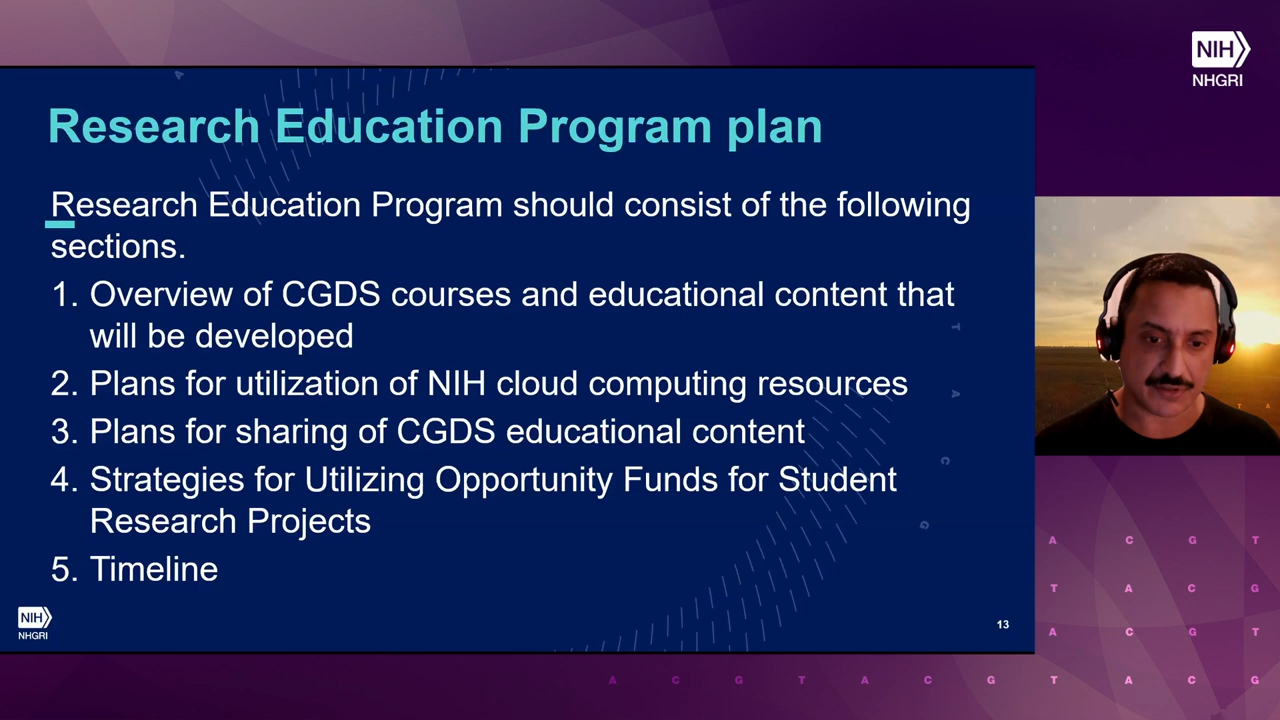 NIH
NHGRI
Research Education Program plan
Research Education Program should consist of the following
sections.
1. Overview of CGDS courses and educational content that
will be developed
2. Plans for utilization of NIH cloud computing resources
3. Plans for sharing of CGDS educational content
4. Strategies for Utilizing Opportunity Funds for Student
Research Projects
5. Timeline
NIH
NHGRI
13
A C G T
T A C G
A C G T
A C G T A C G T A C G